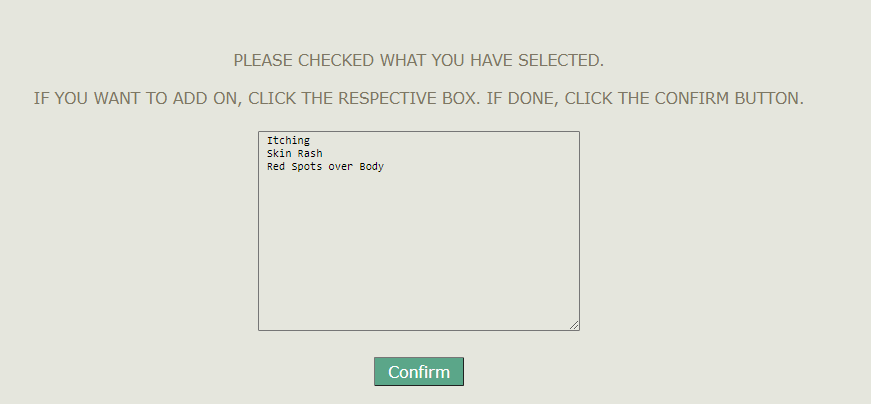 PLEASE CHECKED WHAT YOU HAVE SELECTED.
IF YOU WANT TO ADD ON, CLICK THE RESPECTIVE BOX. IF DONE, CLICK THE CONFIRM BUTTON.
Itching
Skin Rash
Red Spots over Body
Confirm